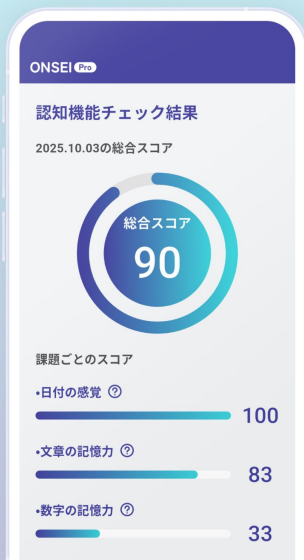 ONSEI Pro
認知機能チェック結果
2025.10.03の総合スコア
総合スコア
90
課題ごとのスコア
•日付の感覚 ?
100
•文章の記憶力 ?
83
•数字の記憶力 ?
33